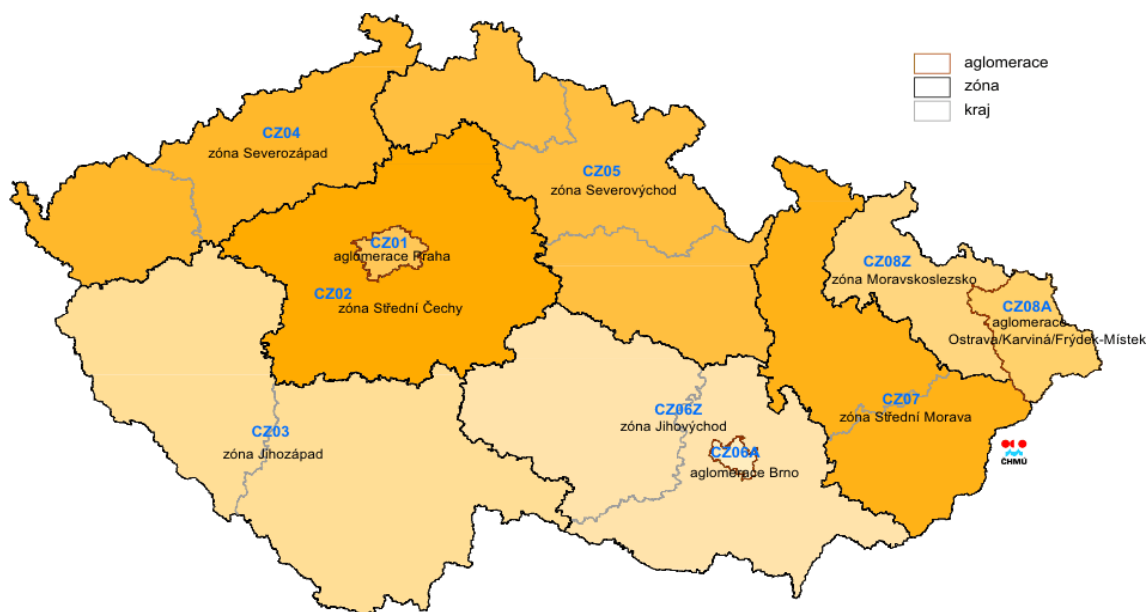 aglomerace
zóna
kraj
CZ04
zóna Severozápad
CZ05
zóna Severovýchod
CZ01
aglomerace Praha
CZ02
zóna Střední Čechy
CZ08Z
zóna Moravskoslezsko
CZ08A
aglomerace
Ostrava/Karviná/Frýdek-Místek
CZ07
zóna Střední Morava
CZ06Z
zóna Jihovýchod
CZ03
zóna Jihozápad
CZ06A
aglomerace Brno
ČHMÚ